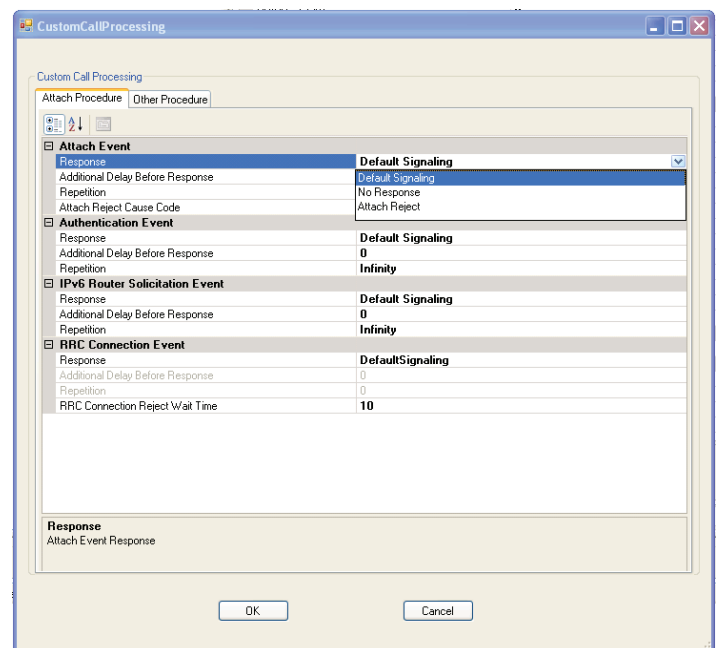 CustomCallProcessing
Custom Call Processing
Attach Procedure Other Procedure
Attach Event
Response Default Signaling
Additional Delay Before Response Default Signaling
Repetition No Response
Attach Reject Cause Code Attach Reject
Authentication Event
Response Default Signaling
Additional Delay Before Response 0
Repetition Infinity
IPv6 Router Solicitation Event
Response Default Signaling
Additional Delay Before Response 0
Repetition Infinity
RRC Connection Event
Response DefaultSignaling
Additional Delay Before Response 0
Repetition 0
RRC Connection Reject Wait Time 10
Response
Attach Event Response
OK Cancel